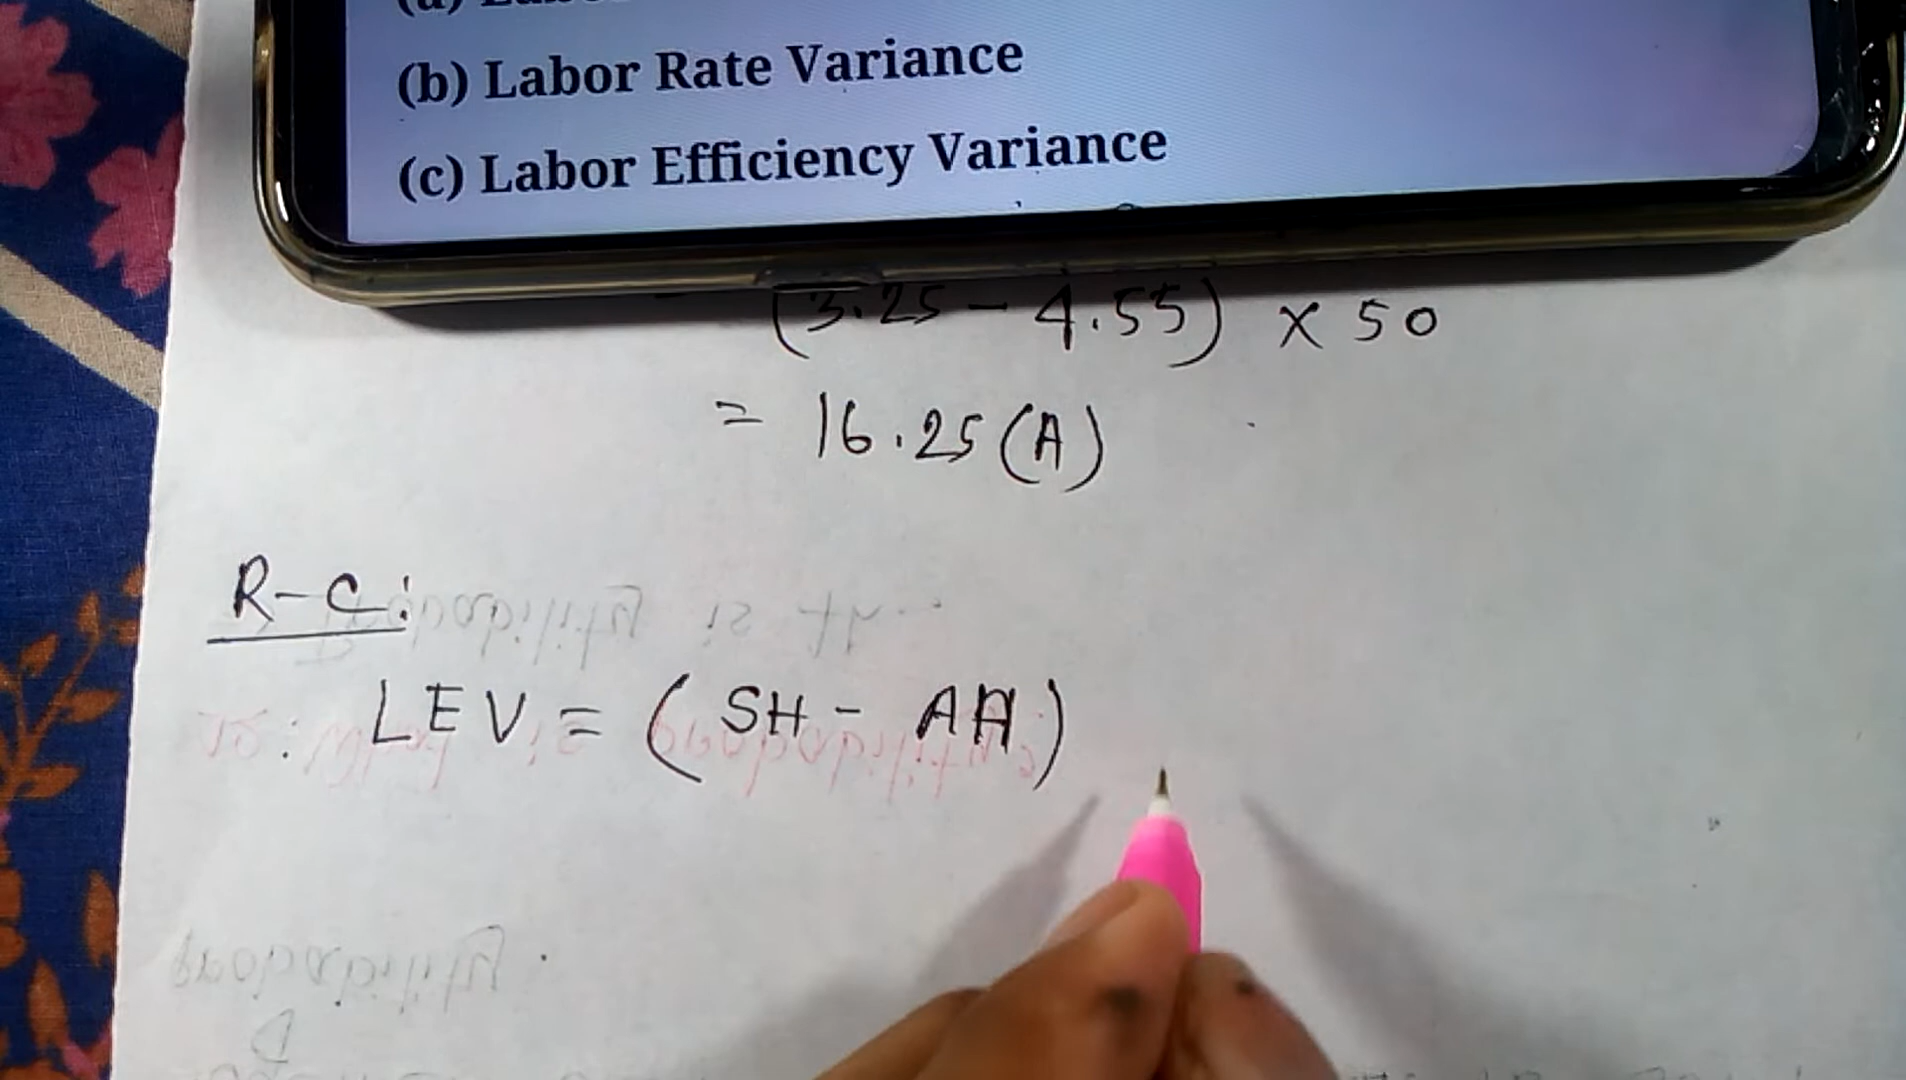 (b) Labor Rate Variance
(c) Labor Efficiency Variance
(3.25 - 4.55) × 50
= 16.25 (A)
R-C:
LEV = (SH - AH)